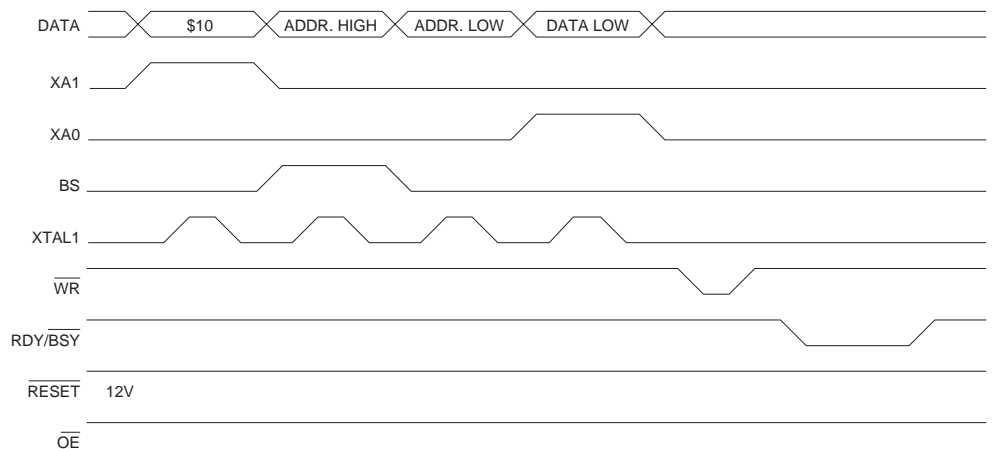 DATA $10 ADDR. HIGH ADDR. LOW DATA LOW
XA1
XA0
BS
XTAL1
WR
RDY/BSY
RESET 12V
OE